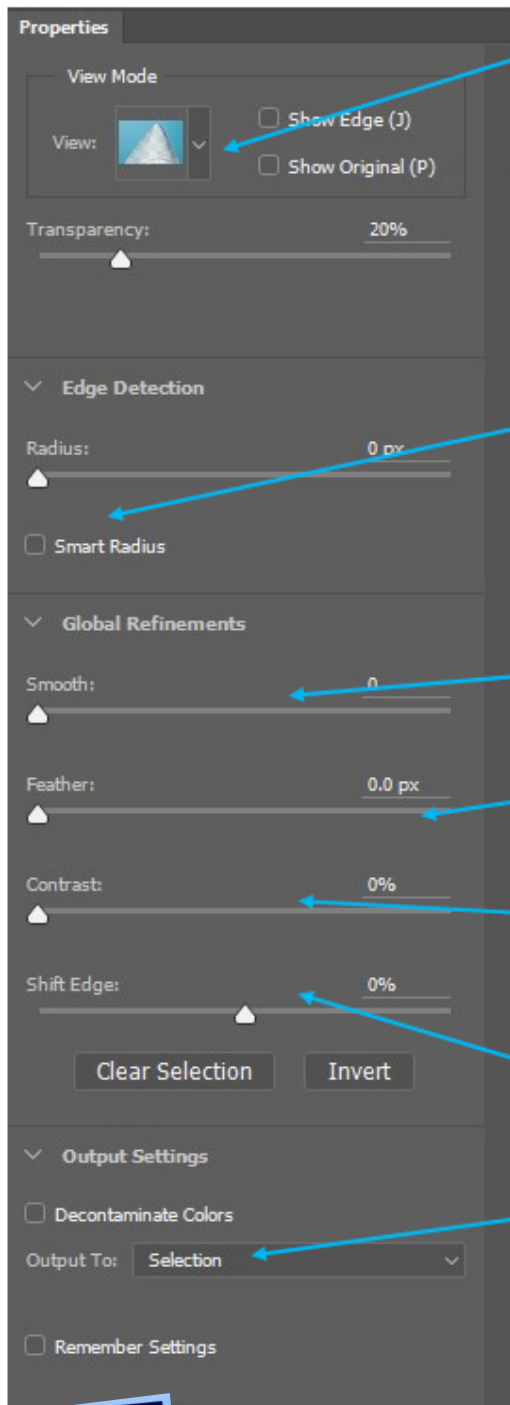 Properties
View Mode
View:
Show Edge (J)
Show Original (P)
Transparency: 20%
Edge Detection
Radius: 0 px
Smart Radius
Global Refinements
Smooth: 0
Feather: 0.0 px
Contrast: 0%
Shift Edge: 0%
Clear Selection Invert
Output Settings
Decontaminate Colors
Output To: Selection
Remember Settings